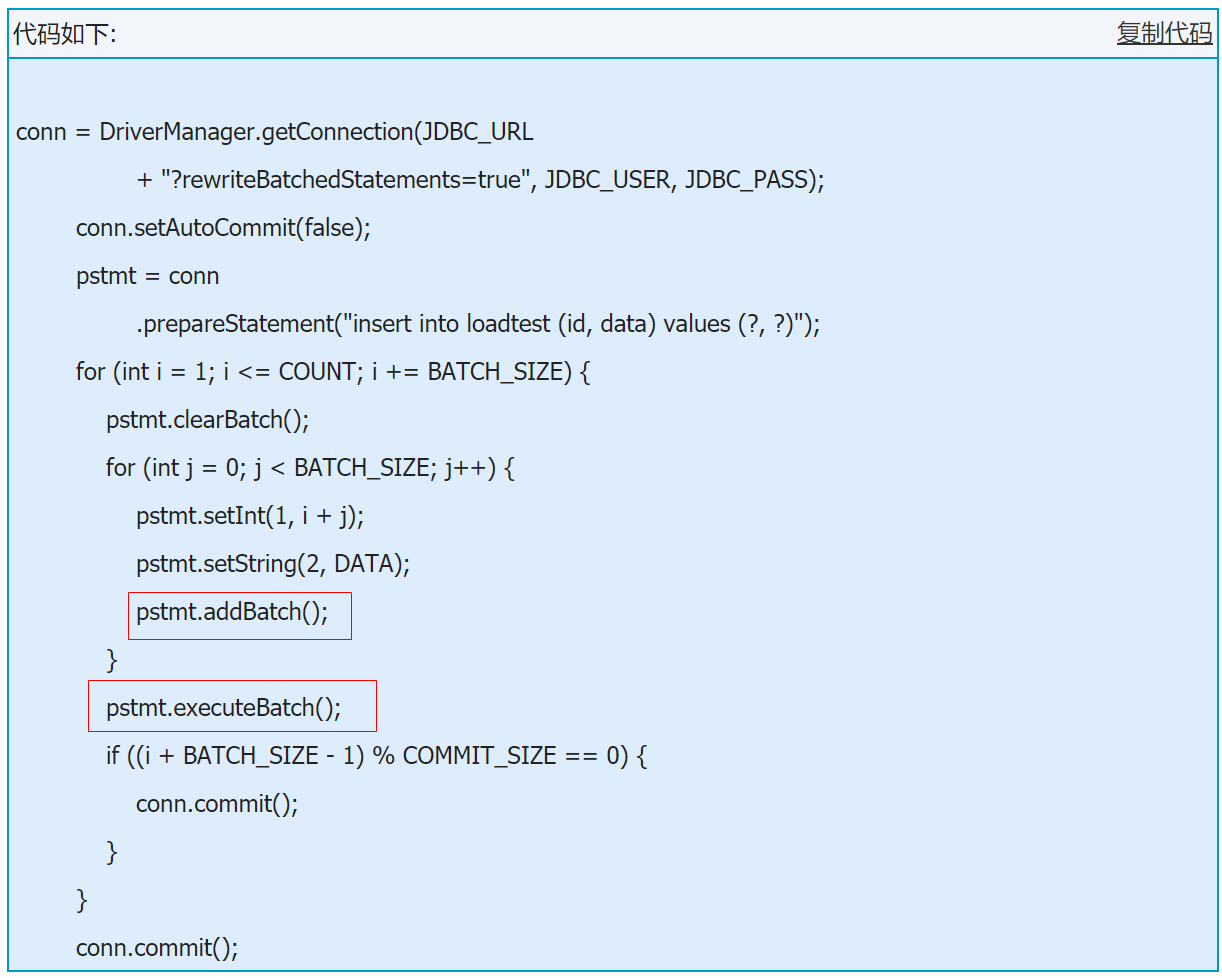 代码如下:
复制代码
conn = DriverManager.getConnection(JDBC_URL
+ "?rewriteBatchedStatements=true", JDBC_USER, JDBC_PASS);
conn.setAutoCommit(false);
pstmt = conn
.prepareStatement("insert into loadtest (id, data) values (?, ?)");
for (int i = 1; i <= COUNT; i += BATCH_SIZE) {
pstmt.clearBatch();
for (int j = 0; j < BATCH_SIZE; j++) {
pstmt.setInt(1, i + j);
pstmt.setString(2, DATA);
pstmt.addBatch();
}
pstmt.executeBatch();
if ((i + BATCH_SIZE - 1) % COMMIT_SIZE == 0) {
conn.commit();
}
}
conn.commit();